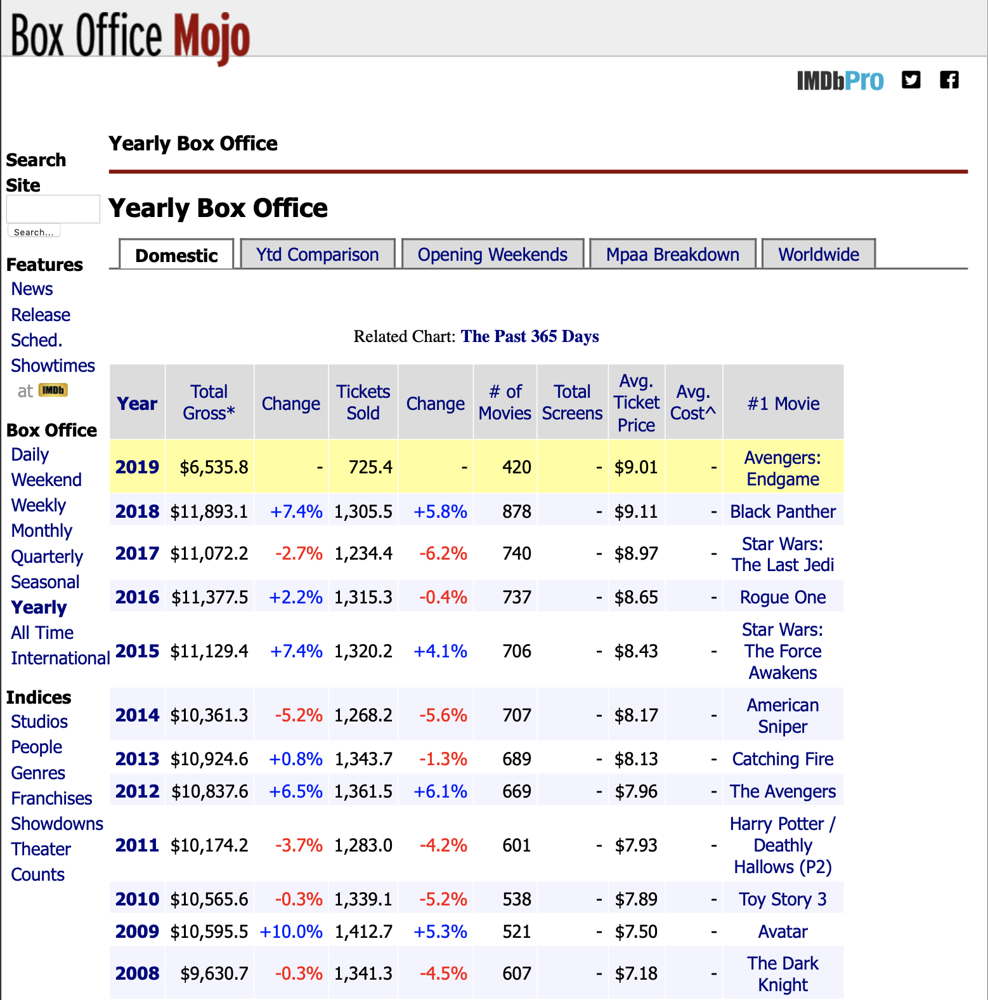 Box Office Mojo
IMDbPro
Search
Site
Search...
Features
News
Release
Sched.
Showtimes
at IMDb
Box Office
Daily
Weekend
Weekly
Monthly
Quarterly
Seasonal
Yearly
All Time
International
Indices
Studios
People
Genres
Franchises
Showdowns
Theater
Counts
Yearly Box Office
Yearly Box Office
Domestic Ytd Comparison Opening Weekends Mpaa Breakdown Worldwide
Related Chart: The Past 365 Days
Year Total Gross* Change Tickets Sold Change # of Movies Total Screens Avg. Ticket Price Avg. Cost^ #1 Movie
2019 $6,535.8 - 725.4 - 420 - $9.01 - Avengers: Endgame
2018 $11,893.1 +7.4% 1,305.5 +5.8% 878 - $9.11 - Black Panther
2017 $11,072.2 -2.7% 1,234.4 -6.2% 740 - $8.97 - Star Wars: The Last Jedi
2016 $11,377.5 +2.2% 1,315.3 -0.4% 737 - $8.65 - Rogue One
2015 $11,129.4 +7.4% 1,320.2 +4.1% 706 - $8.43 - Star Wars: The Force Awakens
2014 $10,361.3 -5.2% 1,268.2 -5.6% 707 - $8.17 - American Sniper
2013 $10,924.6 +0.8% 1,343.7 -1.3% 689 - $8.13 - Catching Fire
2012 $10,837.6 +6.5% 1,361.5 +6.1% 669 - $7.96 - The Avengers
2011 $10,174.2 -3.7% 1,283.0 -4.2% 601 - $7.93 - Harry Potter / Deathly Hallows (P2)
2010 $10,565.6 -0.3% 1,339.1 -5.2% 538 - $7.89 - Toy Story 3
2009 $10,595.5 +10.0% 1,412.7 +5.3% 521 - $7.50 - Avatar
2008 $9,630.7 -0.3% 1,341.3 -4.5% 607 - $7.18 - The Dark Knight